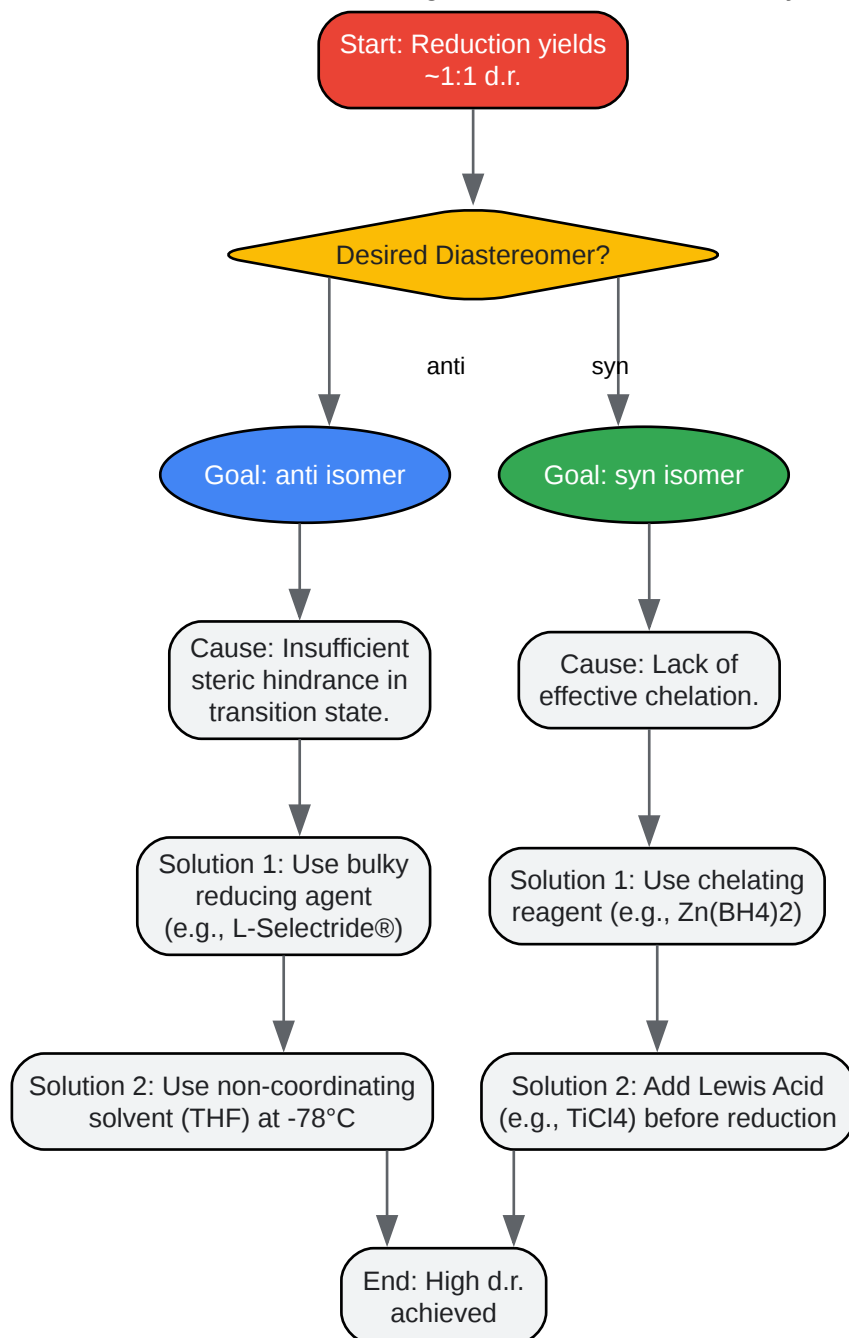 Start: Reduction yields
~1:1 d.r.
Desired Diastereomer?
anti
syn
Goal: anti isomer
Goal: syn isomer
Cause: Insufficient
steric hindrance in
transition state.
Cause: Lack of
effective chelation.
Solution 1: Use bulky
reducing agent
(e.g., L-Selectride®)
Solution 1: Use chelating
reagent (e.g., Zn(BH4)2)
Solution 2: Use non-coordinating
solvent (THF) at -78°C
Solution 2: Add Lewis Acid
(e.g., TiCl4) before reduction
End: High d.r.
achieved